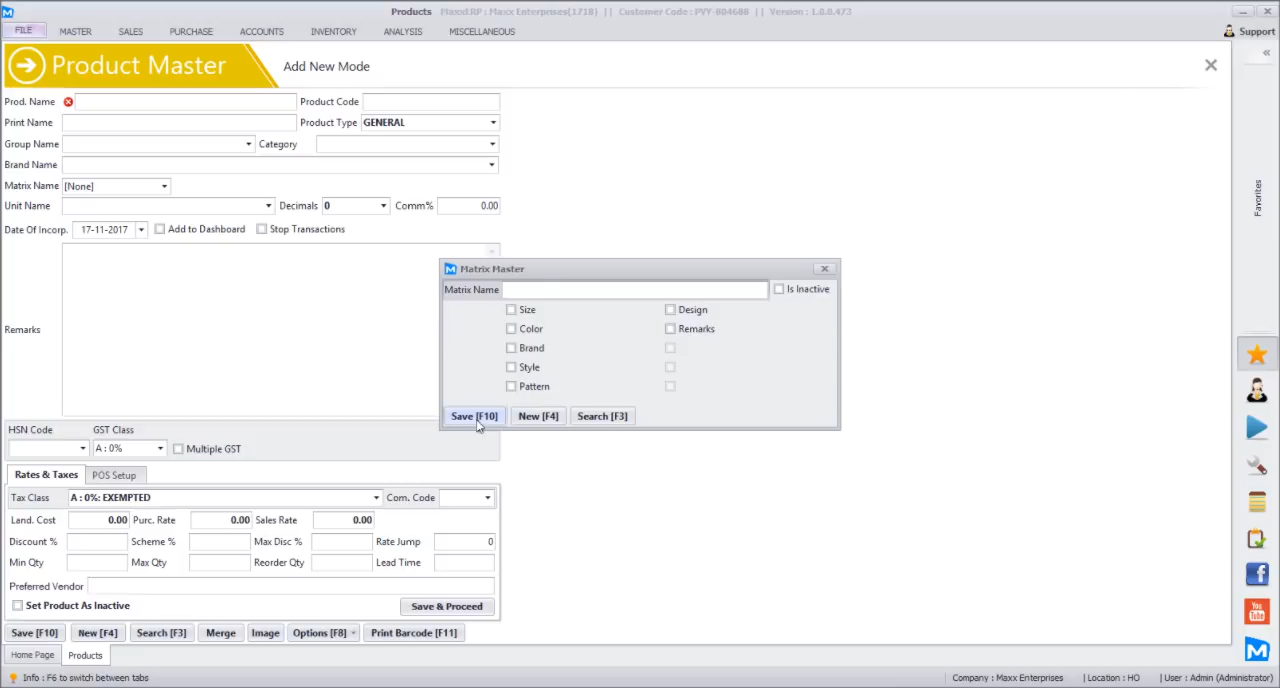 Products MaxxERP : Maxx Enterprises[1718] || Customer Code : PVY-804688 || Version : 1.0.0.473
FILE MASTER SALES PURCHASE ACCOUNTS INVENTORY ANALYSIS MISCELLANEOUS Support
Product Master Add New Mode
Prod. Name Product Code
Print Name Product Type GENERAL
Group Name Category
Brand Name
Matrix Name [None]
Unit Name Decimals 0 Comm% 0.00
Date Of Incorp. 17-11-2017 Add to Dashboard Stop Transactions
Remarks
Matrix Master
Matrix Name Is Inactive
Size Design
Color Remarks
Brand
Style
Pattern
Save [F10] New [F4] Search [F3]
HSN Code GST Class
A : 0% Multiple GST
Rates & Taxes POS Setup
Tax Class A : 0%: EXEMPTED Com. Code
Land. Cost 0.00 Purc. Rate 0.00 Sales Rate 0.00
Discount % Scheme % Max Disc % Rate Jump 0
Min Qty Max Qty Reorder Qty Lead Time
Preferred Vendor
Set Product As Inactive Save & Proceed
Save [F10] New [F4] Search [F3] Merge Image Options [F8] Print Barcode [F11]
Home Page Products
Info : F6 to switch between tabs Company : Maxx Enterprises | Location : HO | User : Admin (Administrator)
Favorites
You
Tube